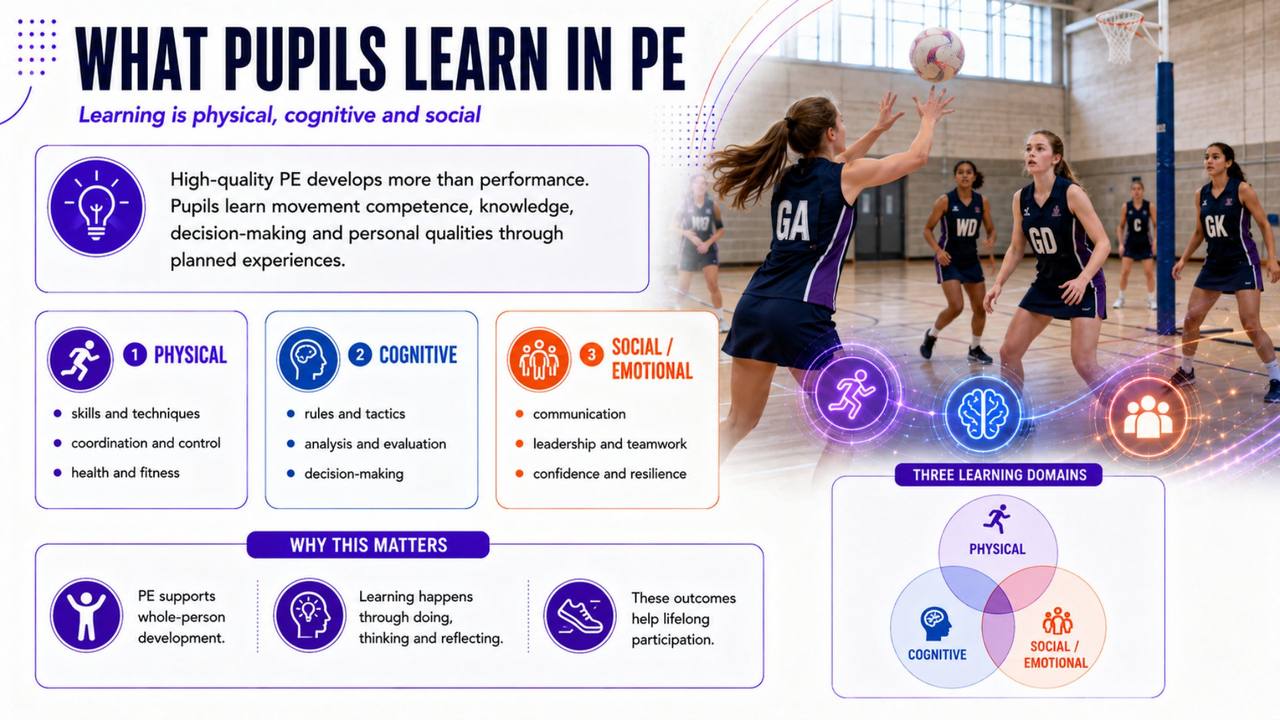 WHAT PUPILS LEARN IN PE
Learning is physical, cognitive and social
High-quality PE develops more than performance.
Pupils learn movement competence, knowledge,
decision-making and personal qualities through
planned experiences.
1 PHYSICAL
skills and techniques
coordination and control
health and fitness
2 COGNITIVE
rules and tactics
analysis and evaluation
decision-making
3 SOCIAL /
EMOTIONAL
communication
leadership and teamwork
confidence and resilience
WHY THIS MATTERS
PE supports
whole-person
development.
Learning happens
through doing,
thinking and reflecting.
These outcomes
help lifelong
participation.
GA
WD
GD
C
GK
THREE LEARNING DOMAINS
PHYSICAL
COGNITIVE
SOCIAL /
EMOTIONAL